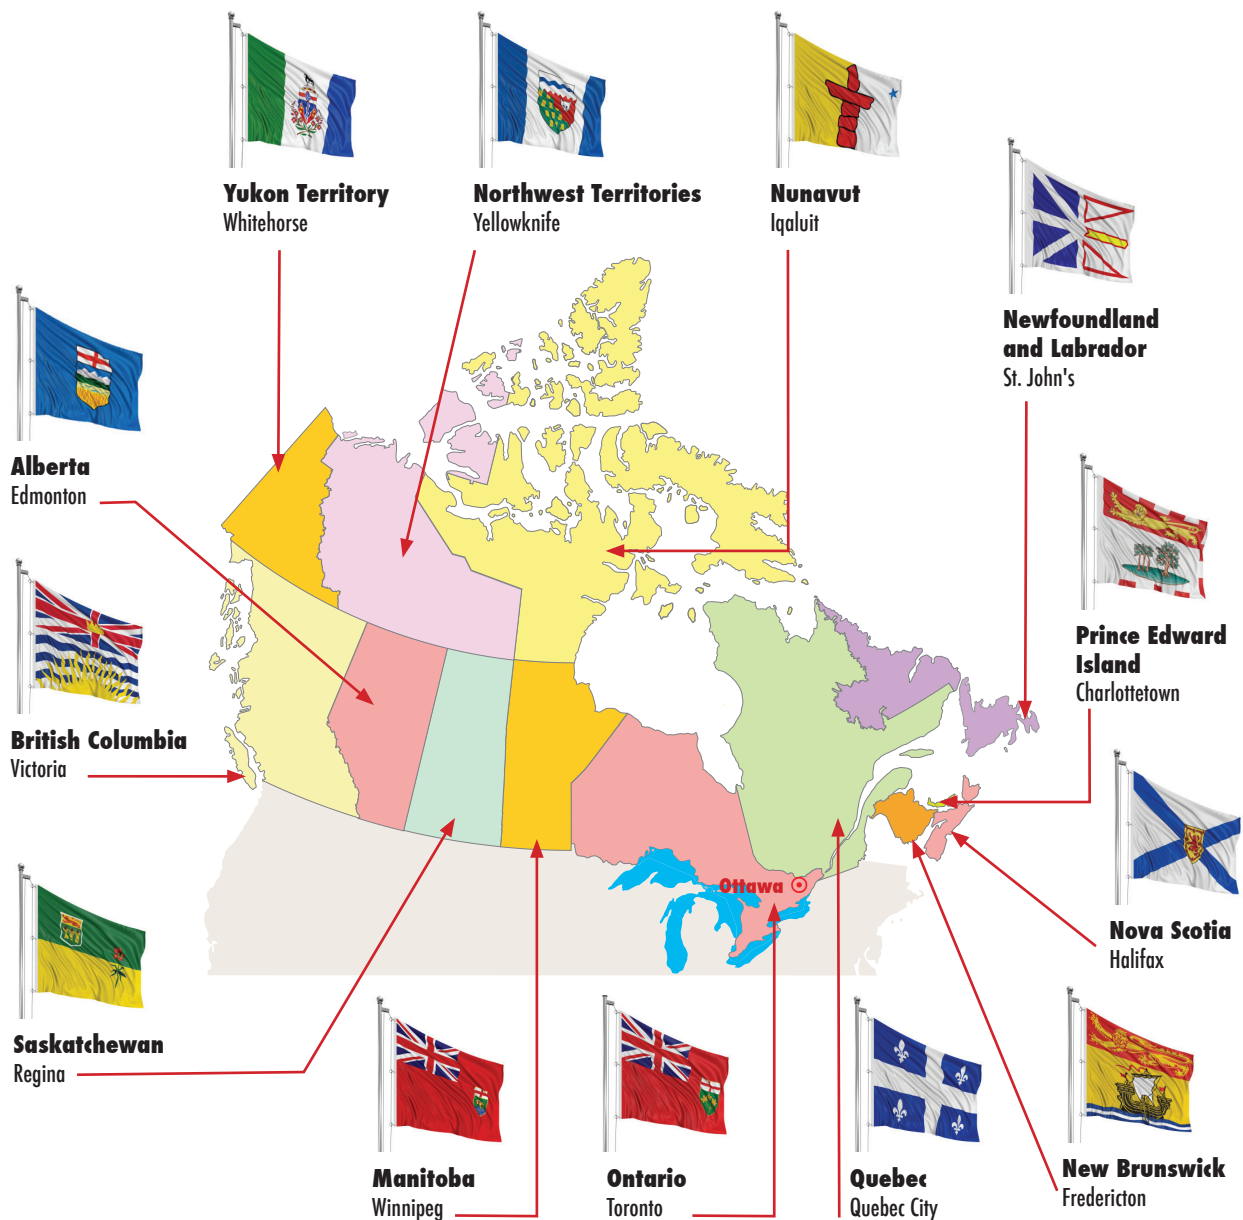 Yukon Territory
Whitehorse
Northwest Territories
Yellowknife
Nunavut
Iqaluit
Newfoundland
and Labrador
St. John's
Alberta
Edmonton
Prince Edward
Island
Charlottetown
British Columbia
Victoria
Ottawa
Nova Scotia
Halifax
Saskatchewan
Regina
Manitoba
Winnipeg
Ontario
Toronto
Quebec
Quebec City
New Brunswick
Fredericton